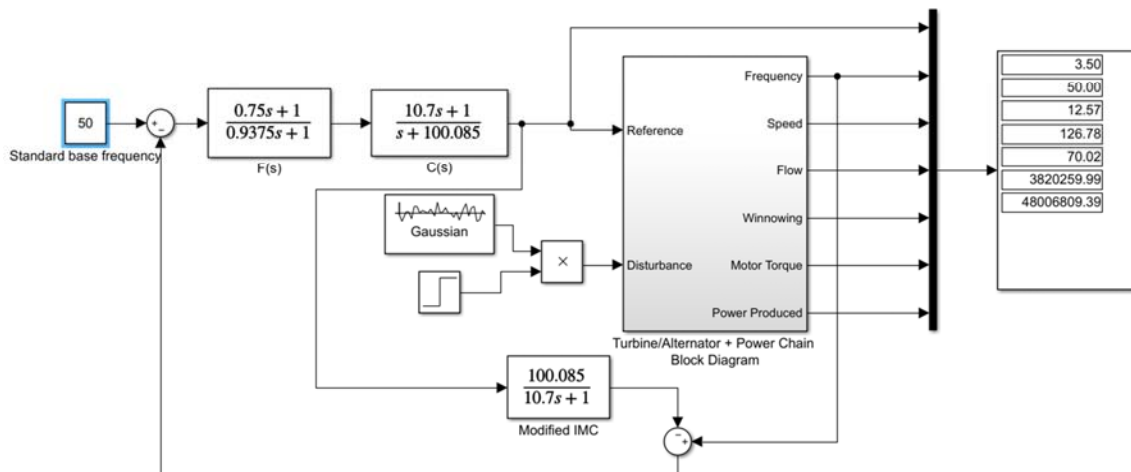 50
Standard base frequency
+
−
0.75s + 1
0.9375s + 1
F(s)
10.7s + 1
s + 100.085
C(s)
Gaussian
×
Reference
Disturbance
Frequency
Speed
Flow
Winnowing
Motor Torque
Power Produced
Turbine/Alternator + Power Chain
Block Diagram
3.50
50.00
12.57
126.78
70.02
3820259.99
48006809.39
100.085
10.7s + 1
Modified IMC
−
+